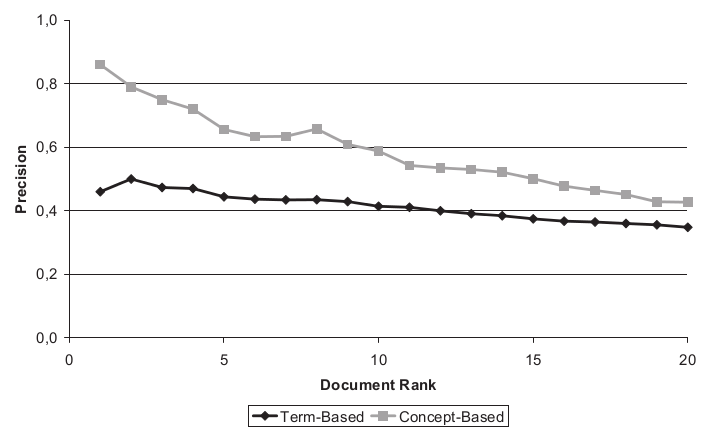 1,0
0,8
0,6
0,4
0,2
0,0
Precision
0 5 10 15 20
Document Rank
Term-Based Concept-Based